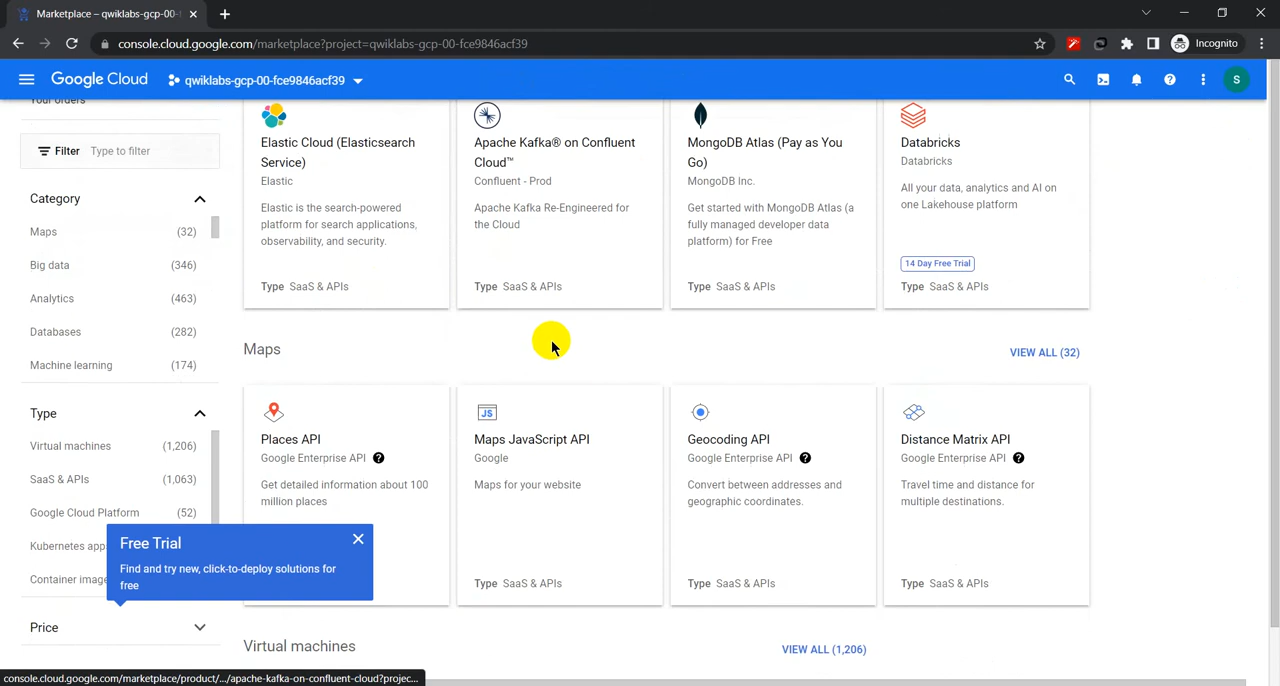 Marketplace – qwiklabs-gcp-00-
console.cloud.google.com/marketplace?project=qwiklabs-gcp-00-fce9846acf39
Incognito
Google Cloud
qwiklabs-gcp-00-fce9846acf39
S
Your orders
Filter Type to filter
Category
Maps (32)
Big data (346)
Analytics (463)
Databases (282)
Machine learning (174)
Type
Virtual machines (1,206)
SaaS & APIs (1,063)
Google Cloud Platform (52)
Kubernetes app
Container image
Free Trial
Find and try new, click-to-deploy solutions for
free
Price
Elastic Cloud (Elasticsearch
Service)
Elastic
Elastic is the search-powered
platform for search applications,
observability, and security.
Type SaaS & APIs
Apache Kafka® on Confluent
Cloud™
Confluent - Prod
Apache Kafka Re-Engineered for
the Cloud
Type SaaS & APIs
MongoDB Atlas (Pay as You
Go)
MongoDB Inc.
Get started with MongoDB Atlas (a
fully managed developer data
platform) for Free
Type SaaS & APIs
Databricks
Databricks
All your data, analytics and AI on
one Lakehouse platform
14 Day Free Trial
Type SaaS & APIs
Maps
VIEW ALL (32)
Places API
Google Enterprise API
Get detailed information about 100
million places
JS
Maps JavaScript API
Google
Maps for your website
Type SaaS & APIs
Geocoding API
Google Enterprise API
Convert between addresses and
geographic coordinates.
Type SaaS & APIs
Distance Matrix API
Google Enterprise API
Travel time and distance for
multiple destinations.
Type SaaS & APIs
Virtual machines
VIEW ALL (1,206)
console.cloud.google.com/marketplace/product/.../apache-kafka-on-confluent-cloud?projec...